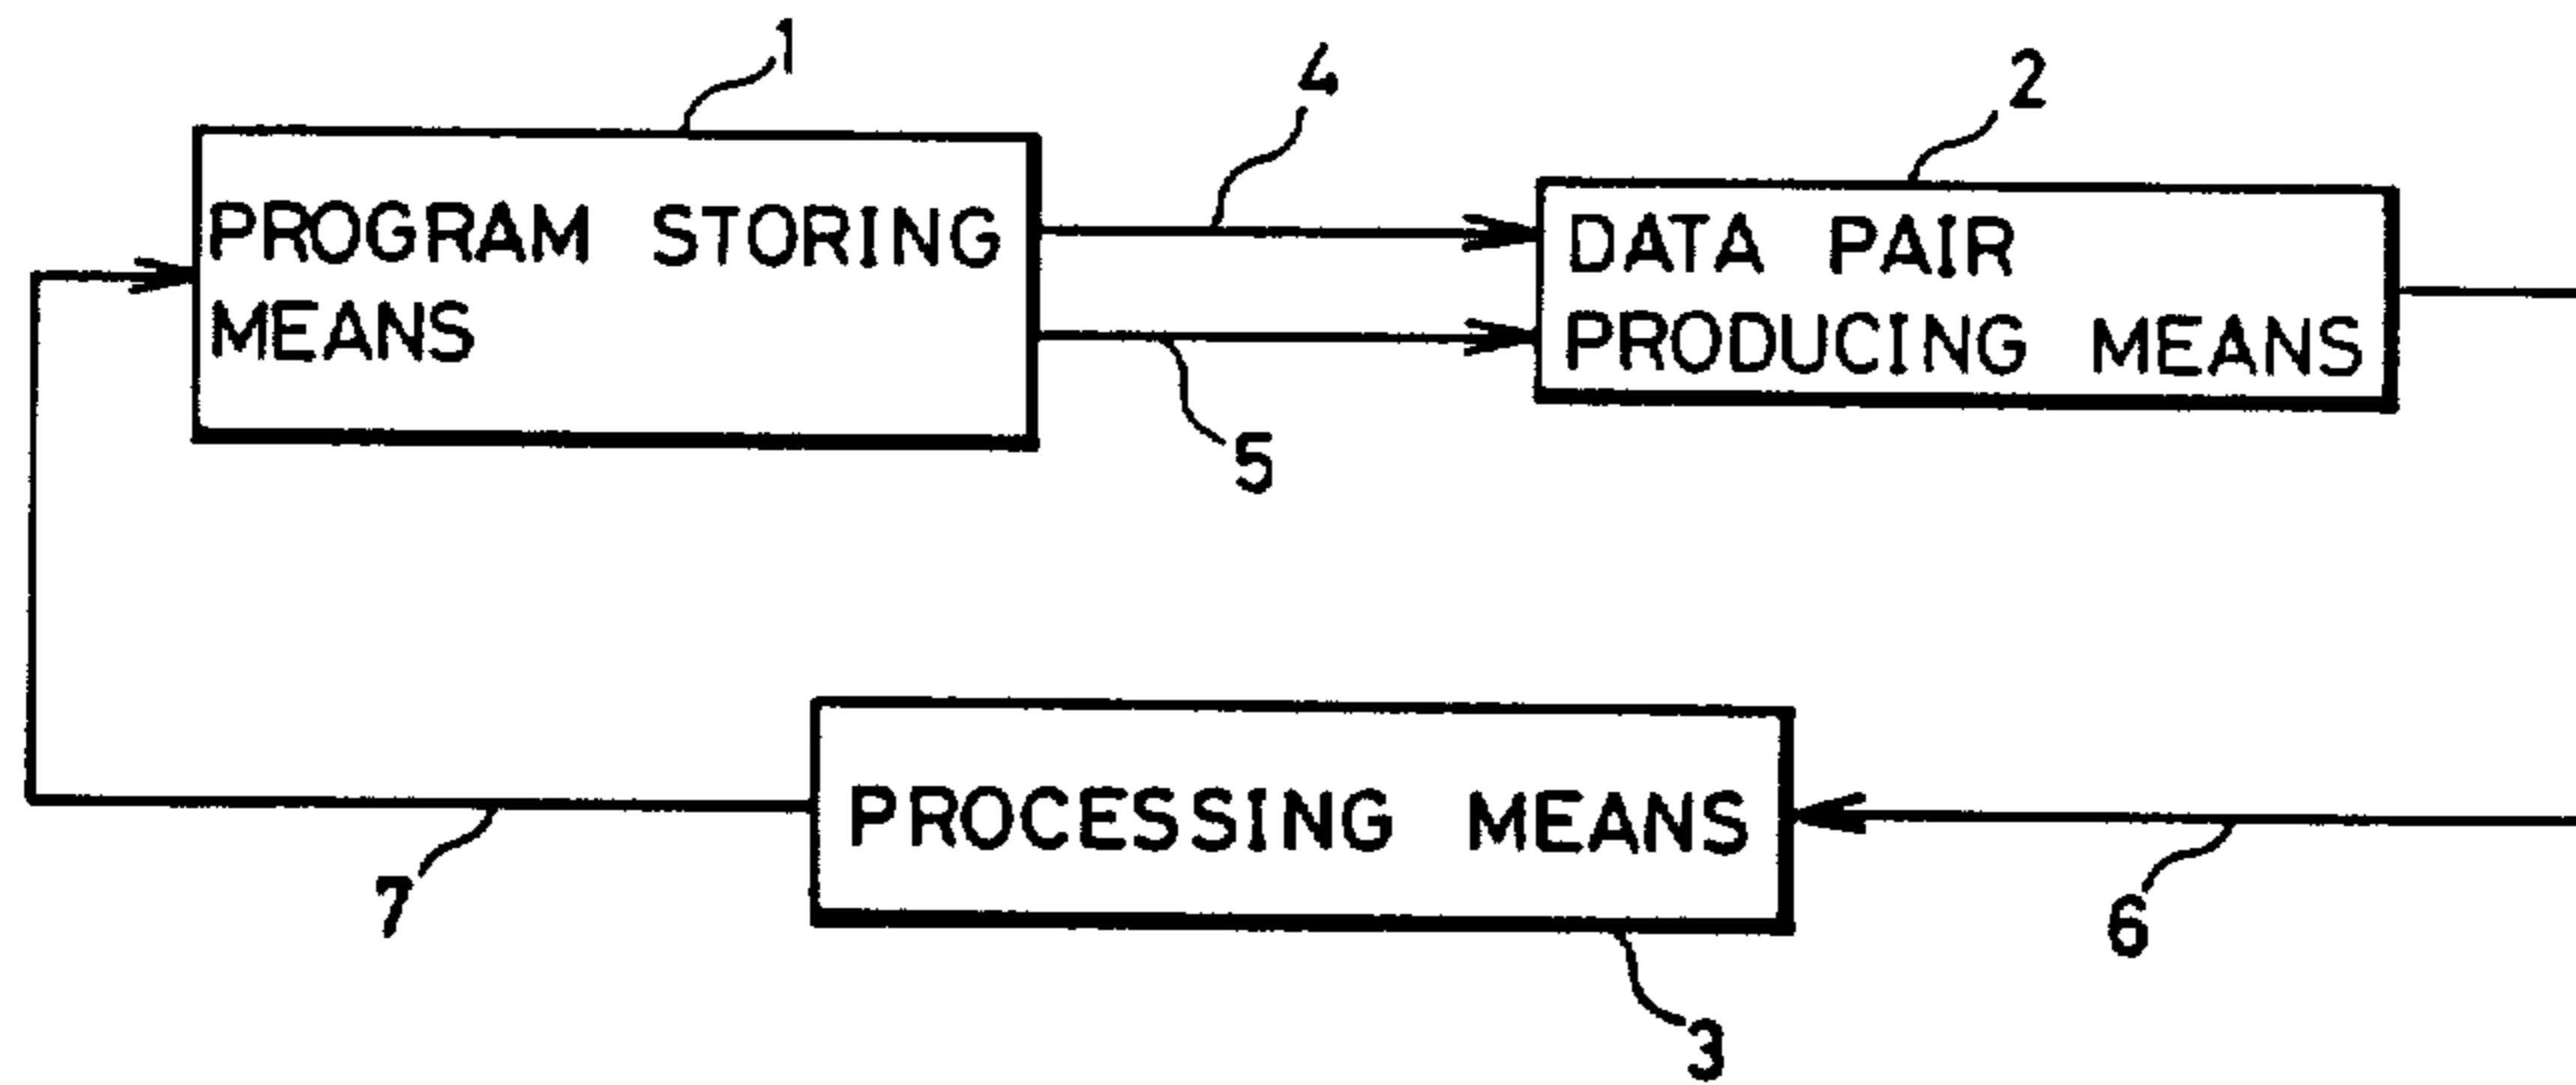 1
4
2
PROGRAM STORING
MEANS
DATA PAIR
PRODUCING MEANS
5
PROCESSING MEANS
7
6
3